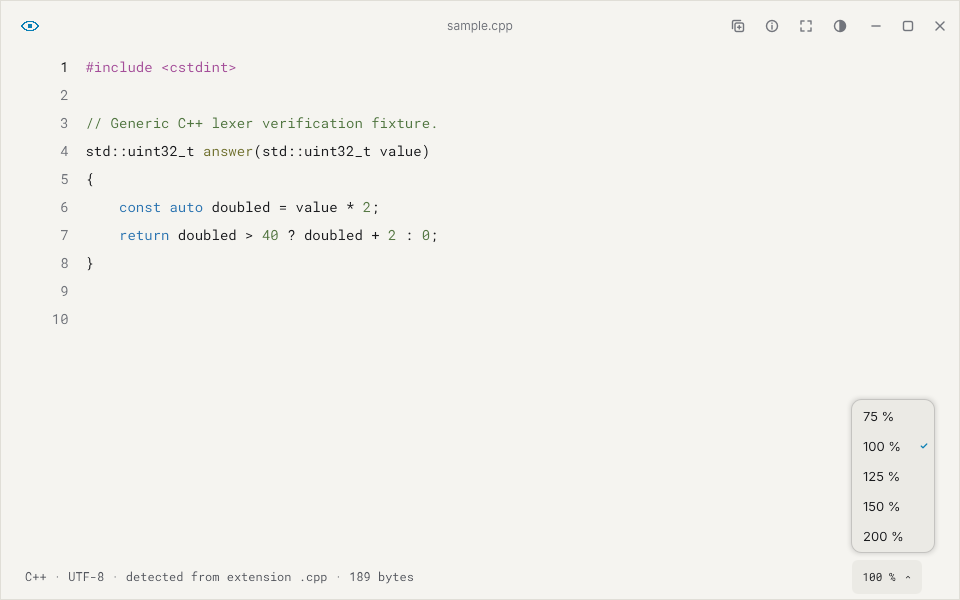 sample.cpp
1 #include <cstdint>
2
3 // Generic C++ lexer verification fixture.
4 std::uint32_t answer(std::uint32_t value)
5 {
6     const auto doubled = value * 2;
7     return doubled > 40 ? doubled + 2 : 0;
8 }
9
10
75 %
100 %
125 %
150 %
200 %
C++ · UTF-8 · detected from extension .cpp · 189 bytes
100 %